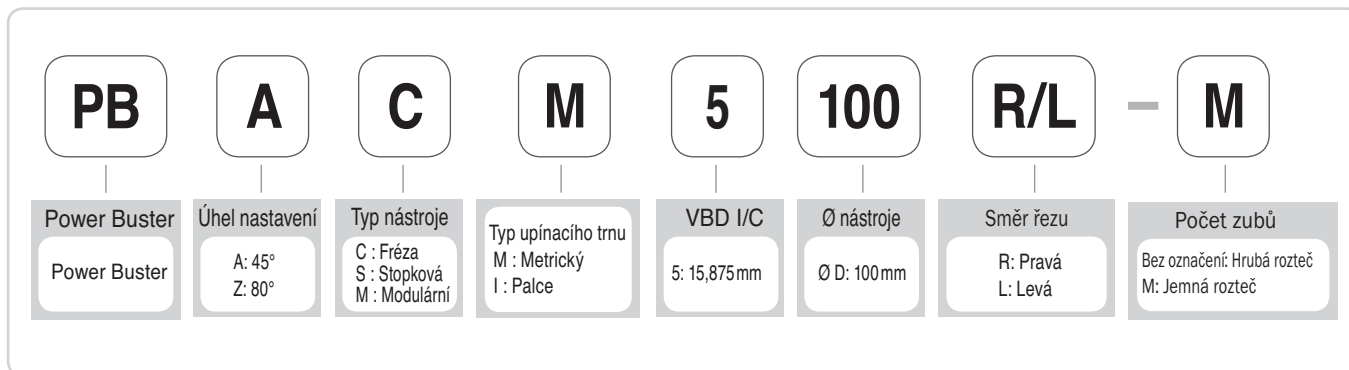 PB A C M 5 100 R/L – M
Power Buster
Power Buster
Úhel nastavení
A: 45°
Z: 80°
Typ nástroje
C : Fréza
S : Stopková
M : Modulární
Typ upínacího trnu
M : Metrický
I : Palce
VBD I/C
5: 15,875 mm
Ø nástroje
Ø D: 100 mm
Směr řezu
R: Pravá
L: Levá
Počet zubů
Bez označení: Hrubá rozteč
M: Jemná rozteč